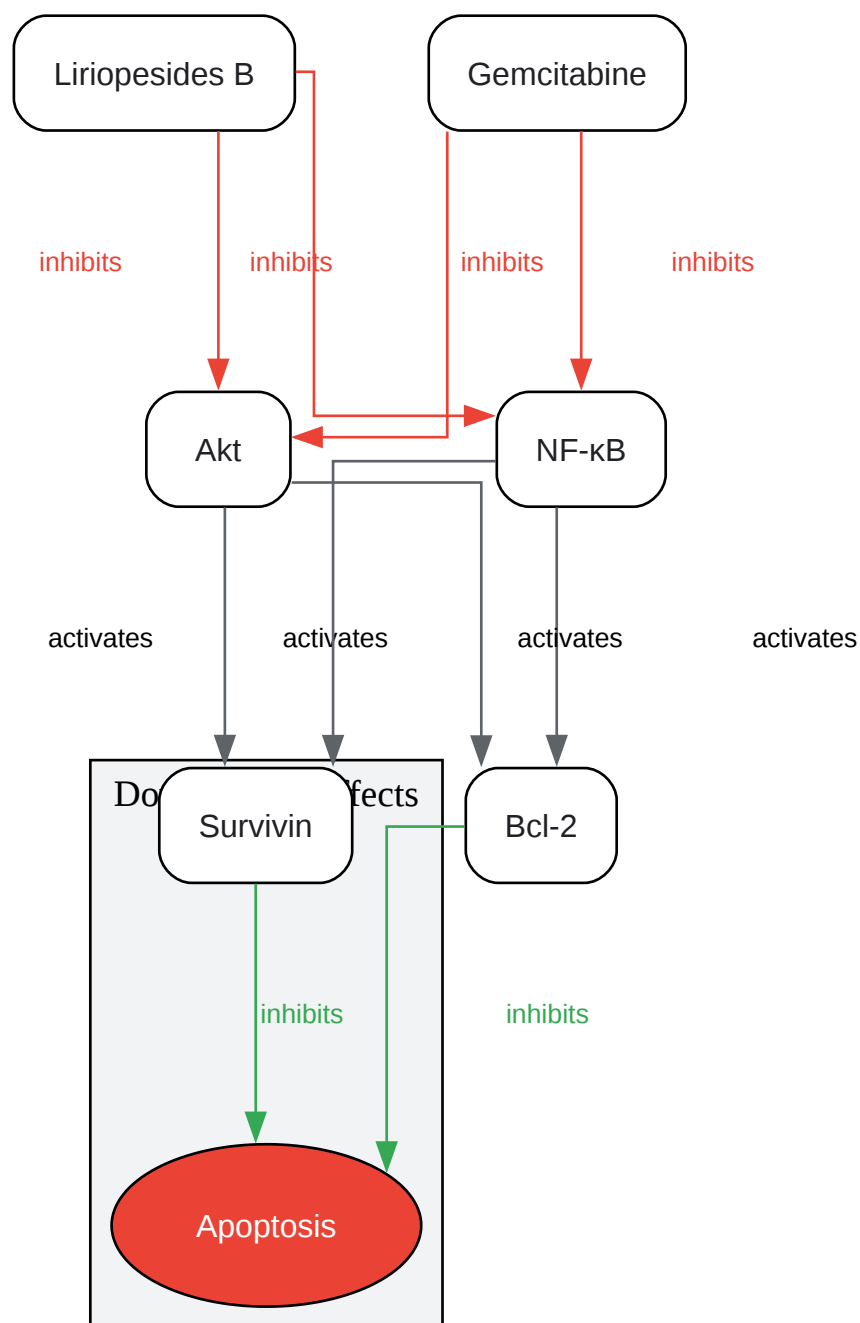 Liriopesides B
Gemcitabine
inhibits
inhibits
inhibits
inhibits
Akt
NF-κB
activates
activates
activates
activates
Survivin
Bcl-2
inhibits
inhibits
Apoptosis